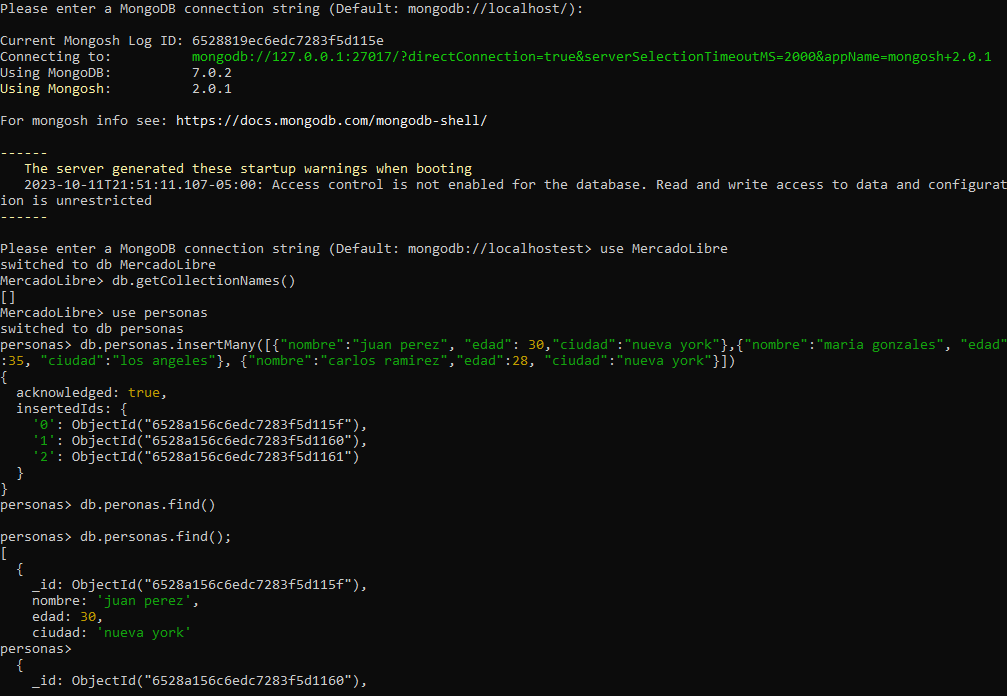 Please enter a MongoDB connection string (Default: mongodb://localhost/):
Current Mongosh Log ID: 6528819ec6edc7283f5d115e
Connecting to: mongodb://127.0.0.1:27017/?directConnection=true&serverSelectionTimeoutMS=2000&appName=mongosh+2.0.1
Using MongoDB: 7.0.2
Using Mongosh: 2.0.1
For mongosh info see: https://docs.mongodb.com/mongodb-shell/
------
   The server generated these startup warnings when booting
   2023-10-11T21:51:11.107-05:00: Access control is not enabled for the database. Read and write access to data and configurat
ion is unrestricted
------
Please enter a MongoDB connection string (Default: mongodb://localhostest> use MercadoLibre
switched to db MercadoLibre
MercadoLibre> db.getCollectionNames()
[]
MercadoLibre> use personas
switched to db personas
personas> db.personas.insertMany([{"nombre":"juan perez", "edad": 30,"ciudad":"nueva york"},{"nombre":"maria gonzales", "edad"
:35, "ciudad":"los angeles"}, {"nombre":"carlos ramirez","edad":28, "ciudad":"nueva york"}])
{
  acknowledged: true,
  insertedIds: {
    '0': ObjectId("6528a156c6edc7283f5d115f"),
    '1': ObjectId("6528a156c6edc7283f5d1160"),
    '2': ObjectId("6528a156c6edc7283f5d1161")
  }
}
personas> db.peronas.find()
personas> db.personas.find();
[
  {
    _id: ObjectId("6528a156c6edc7283f5d115f"),
    nombre: 'juan perez',
    edad: 30,
    ciudad: 'nueva york'
personas>
  {
    _id: ObjectId("6528a156c6edc7283f5d1160"),